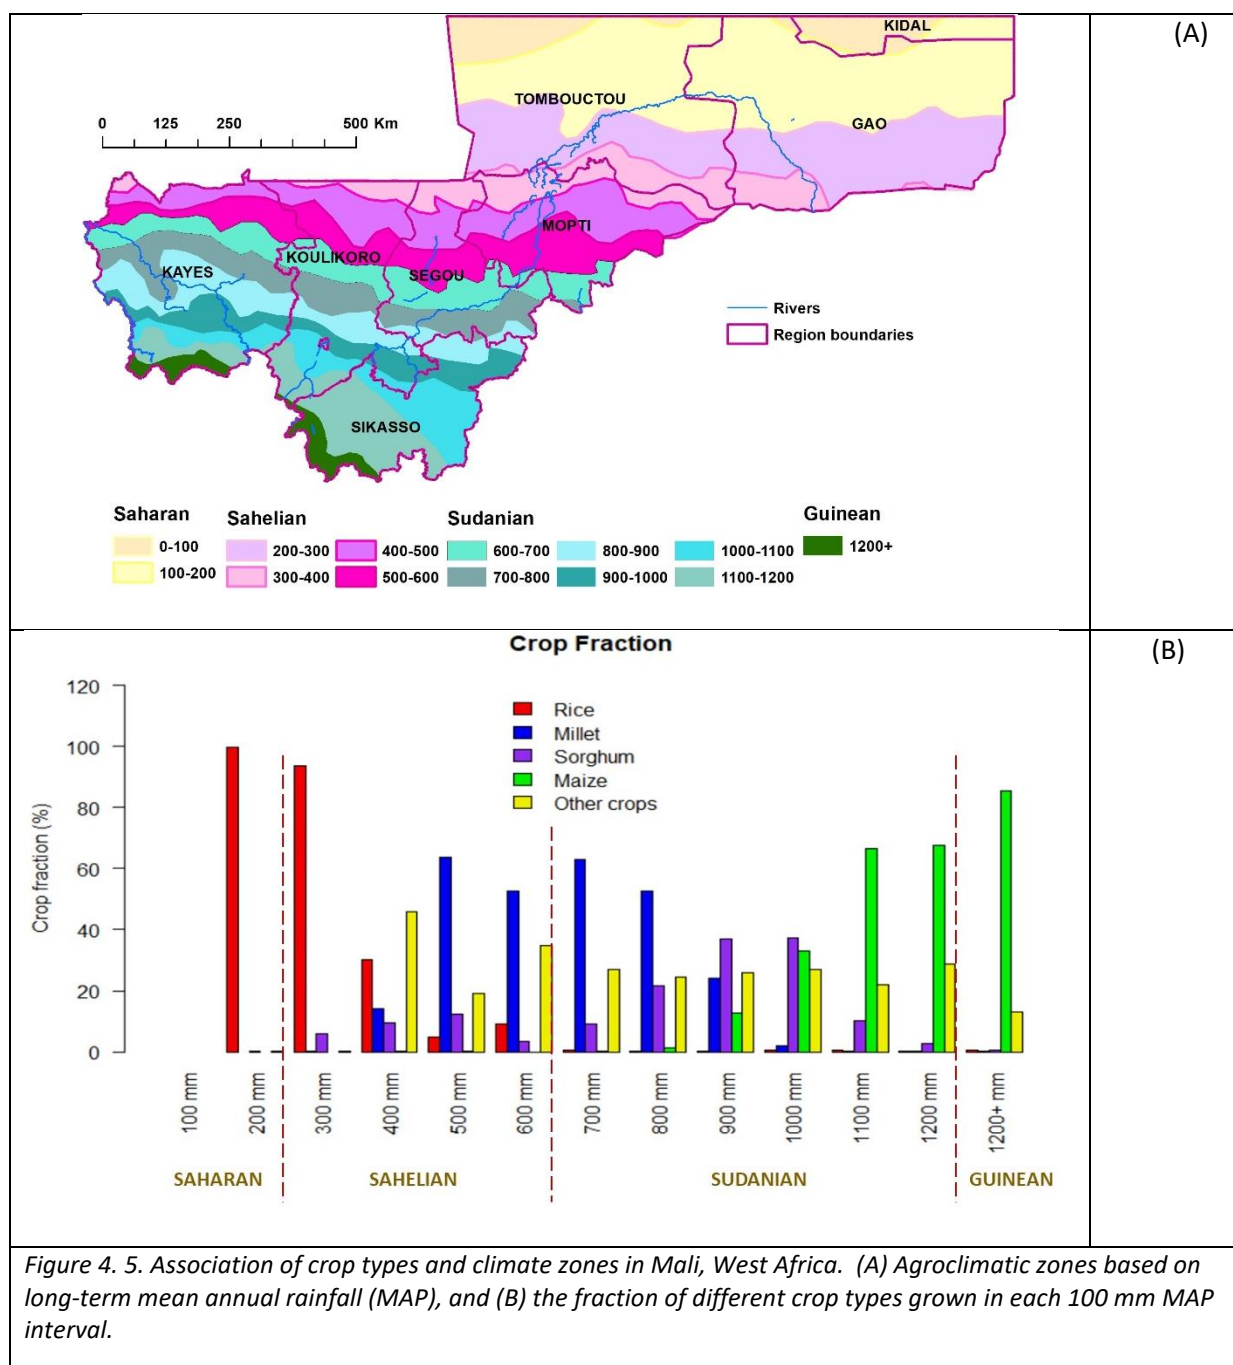 (A)
KIDAL
TOMBOUCTOU
GAO
0 125 250 500 Km
MOPTI
KOULIKORO
SEGOU
KAYES
Rivers
Region boundaries
SIKASSO
Saharan Sahelian Sudanian Guinean
0-100 200-300 400-500 600-700 800-900 1000-1100 1200+
100-200 300-400 500-600 700-800 900-1000 1100-1200
(B)
Crop Fraction
120
100
80
60
40
20
0
Crop fraction (%)
Rice
Millet
Sorghum
Maize
Other crops
100 mm 200 mm 300 mm 400 mm 500 mm 600 mm 700 mm 800 mm 900 mm 1000 mm 1100 mm 1200 mm 1200+ mm
SAHARAN SAHELIAN SUDANIAN GUINEAN
Figure 4. 5. Association of crop types and climate zones in Mali, West Africa. (A) Agroclimatic zones based on
long-term mean annual rainfall (MAP), and (B) the fraction of different crop types grown in each 100 mm MAP
interval.